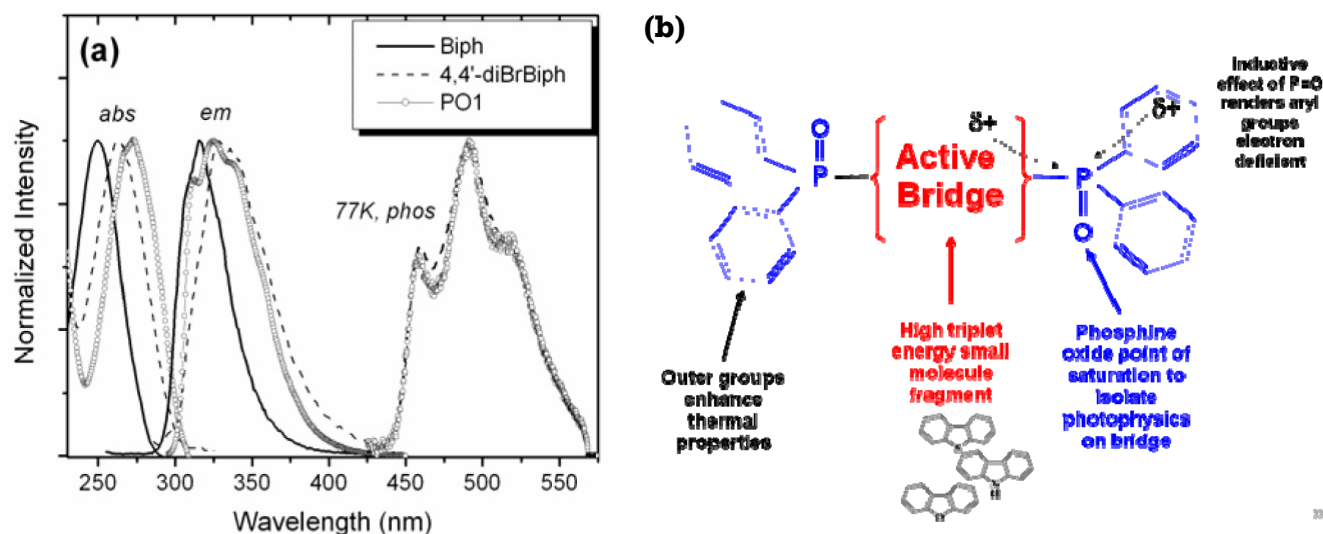 (a)
Biph
4,4'-diBrBiph
PO1
abs
em
77K, phos
Normalized Intensity
250
300
350
400
450
500
550
Wavelength (nm)
(b)
Inductive
effect of P=O
renders aryl
groups
electron
deficient
δ+
δ+
O
P
Active
Bridge
P
O
Outer groups
enhance
thermal
properties
High triplet
energy small
molecule
fragment
Phosphine
oxide point of
saturation to
isolate
photophysics
on bridge